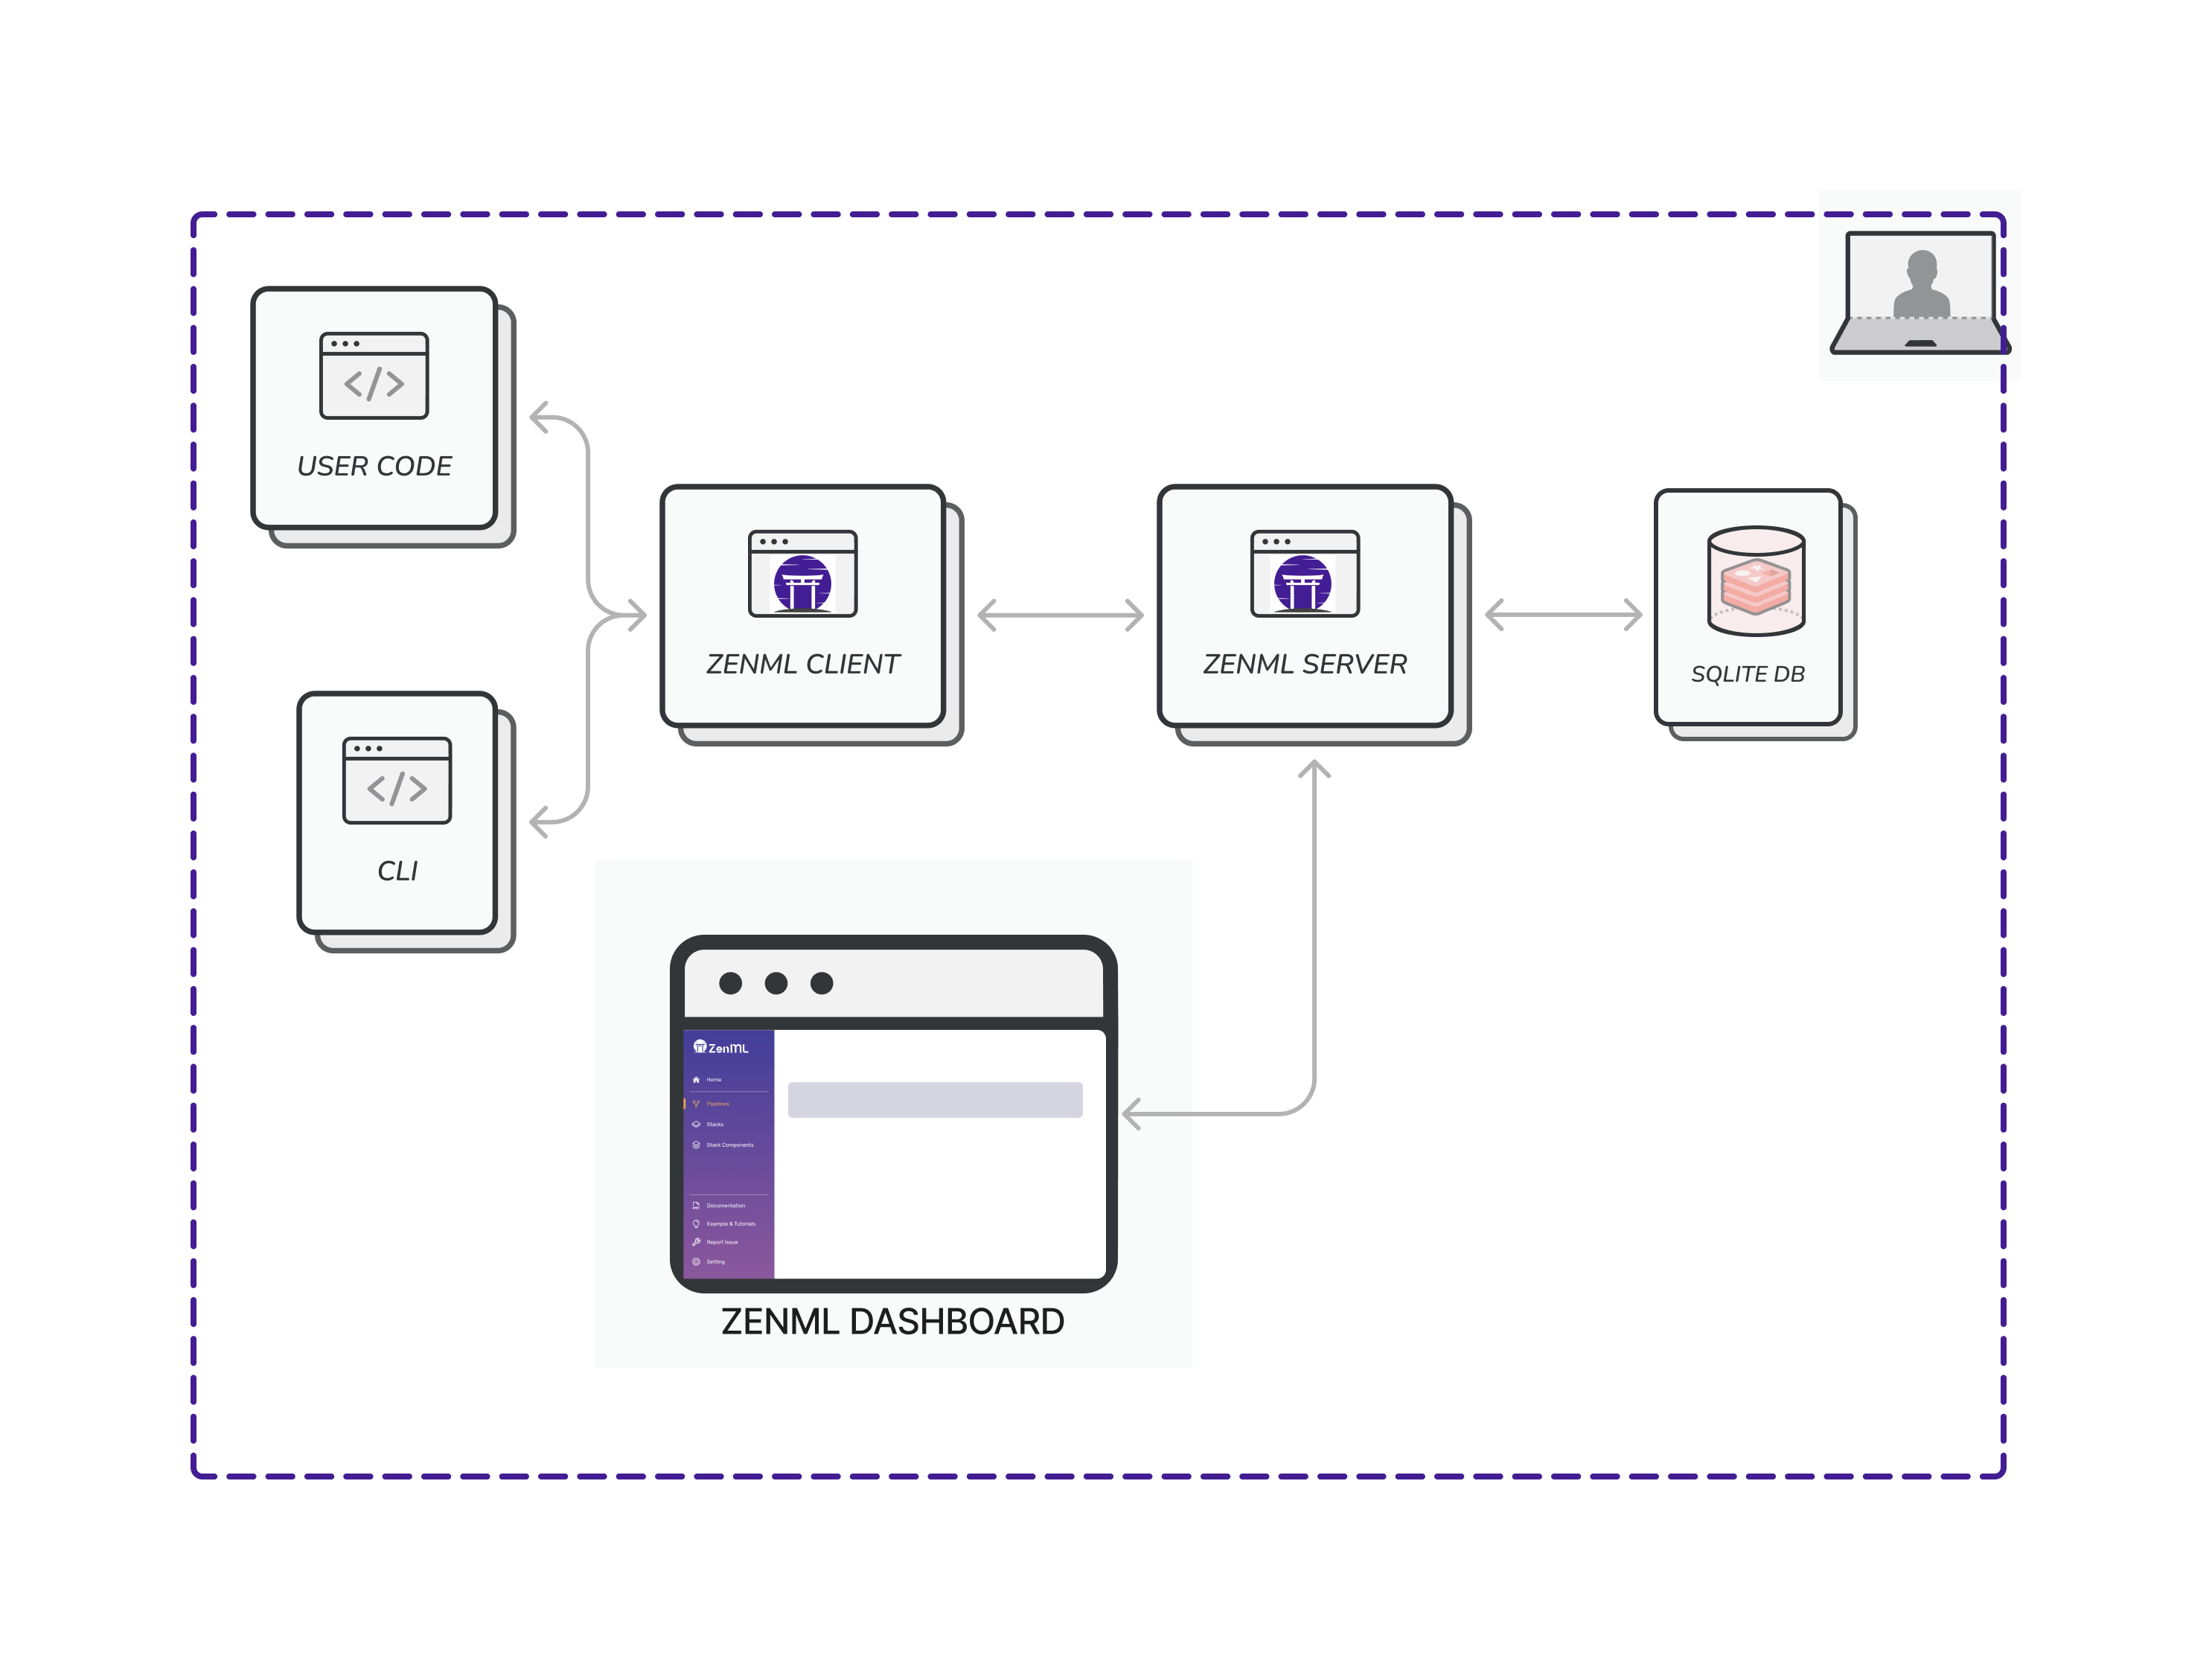 USER CODE
ZENML CLIENT
ZENML SERVER
SQLITE DB
CLI
ZenML
Home
Pipelines
Stacks
Stack Components
Documentation
Example & Tutorials
Report Issue
Setting
ZENML DASHBOARD